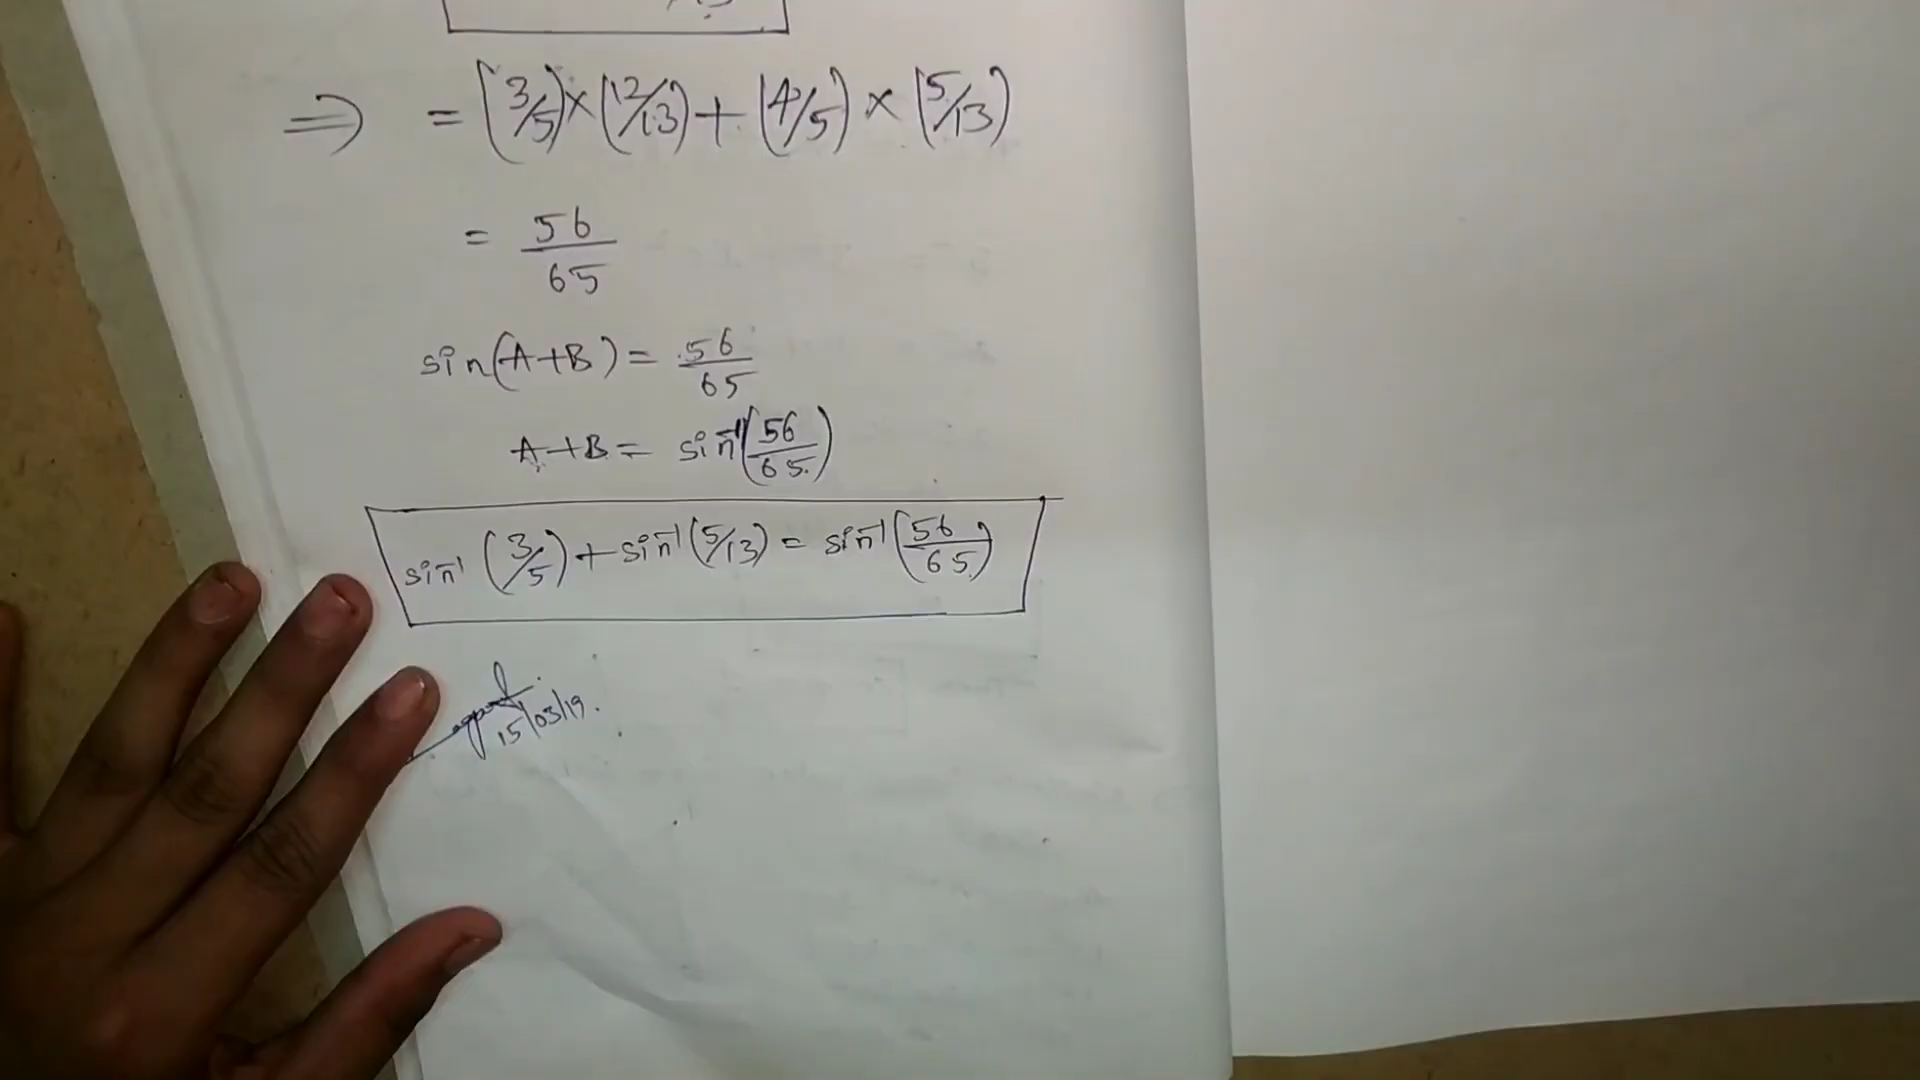 ⇒ = (3/5)×(12/13)+(4/5)×(5/13)
= 56/65
sin(A+B)= 56/65
A+B= sin⁻¹(56/65)
sin⁻¹(3/5)+sin⁻¹(5/13)= sin⁻¹(56/65)
15/03/19.